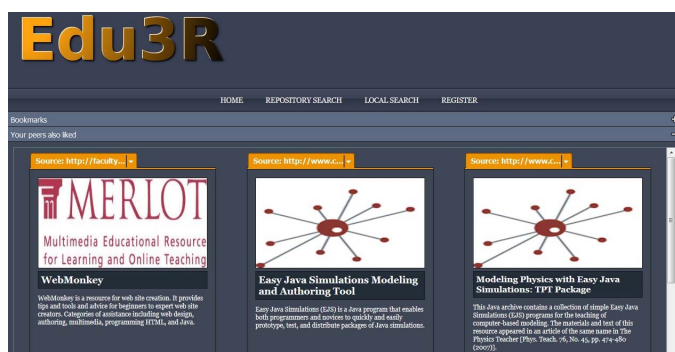 Edu3R
HOME REPOSITORY SEARCH LOCAL SEARCH REGISTER
Bookmarks
Your peers also liked
Source: http://faculty...
MERLOT
Multimedia Educational Resource
for Learning and Online Teaching
WebMonkey
WebMonkey is a resource for web site creation. It provides
tips and tools and advice for beginners to expert web site
creators. Categories of assistance including web design,
authoring, multimedia, programming HTML, and Java.
Source: http://www.c...
Easy Java Simulations Modeling
and Authoring Tool
Easy Java Simulations (EJS) is a Java program that enables
both programmers and novices to quickly and easily
prototype, test, and distribute packages of Java simulations.
Source: http://www.c...
Modeling Physics with Easy Java
Simulations: TPT Package
This Java archive contains a collection of simple Easy Java
Simulations (EJS) programs for the teaching of
computer-based modeling. The materials and text of this
resource appeared in an article of the same name in The
Physics Teacher [Phys. Teach. 76, No. 45, pp. 474-480
(2007)].